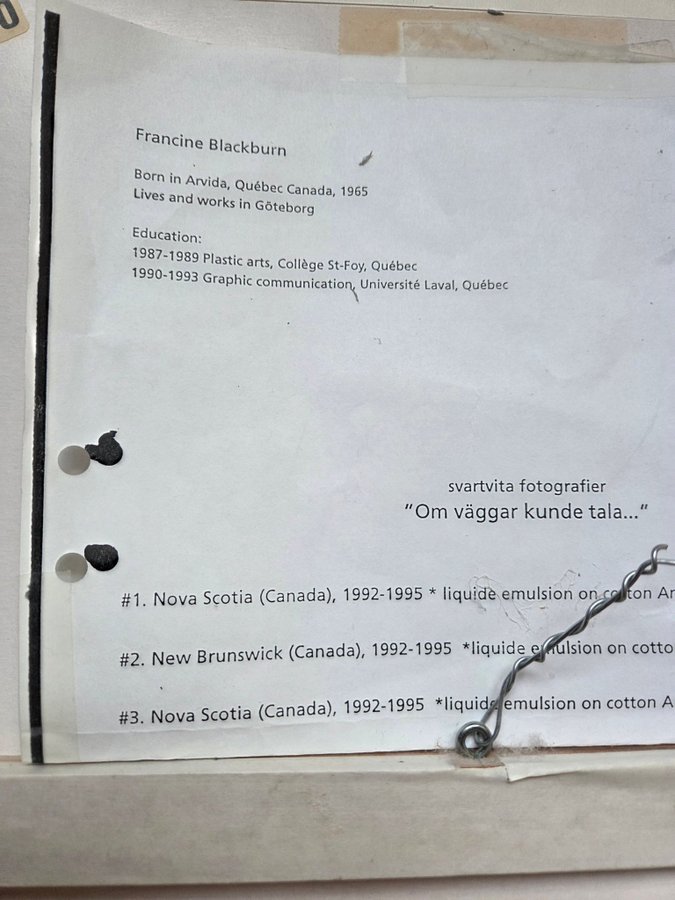 Francine Blackburn
Born in Arvida, Québec Canada, 1965
Lives and works in Göteborg
Education:
1987-1989 Plastic arts, Collège St-Foy, Québec
1990-1993 Graphic communication, Université Laval, Québec
svartvita fotografier
"Om väggar kunde tala..."
#1. Nova Scotia (Canada), 1992-1995 * liquide emulsion on cotton Ar
#2. New Brunswick (Canada), 1992-1995 *liquide emulsion on cotto
#3. Nova Scotia (Canada), 1992-1995 *liquide emulsion on cotton A